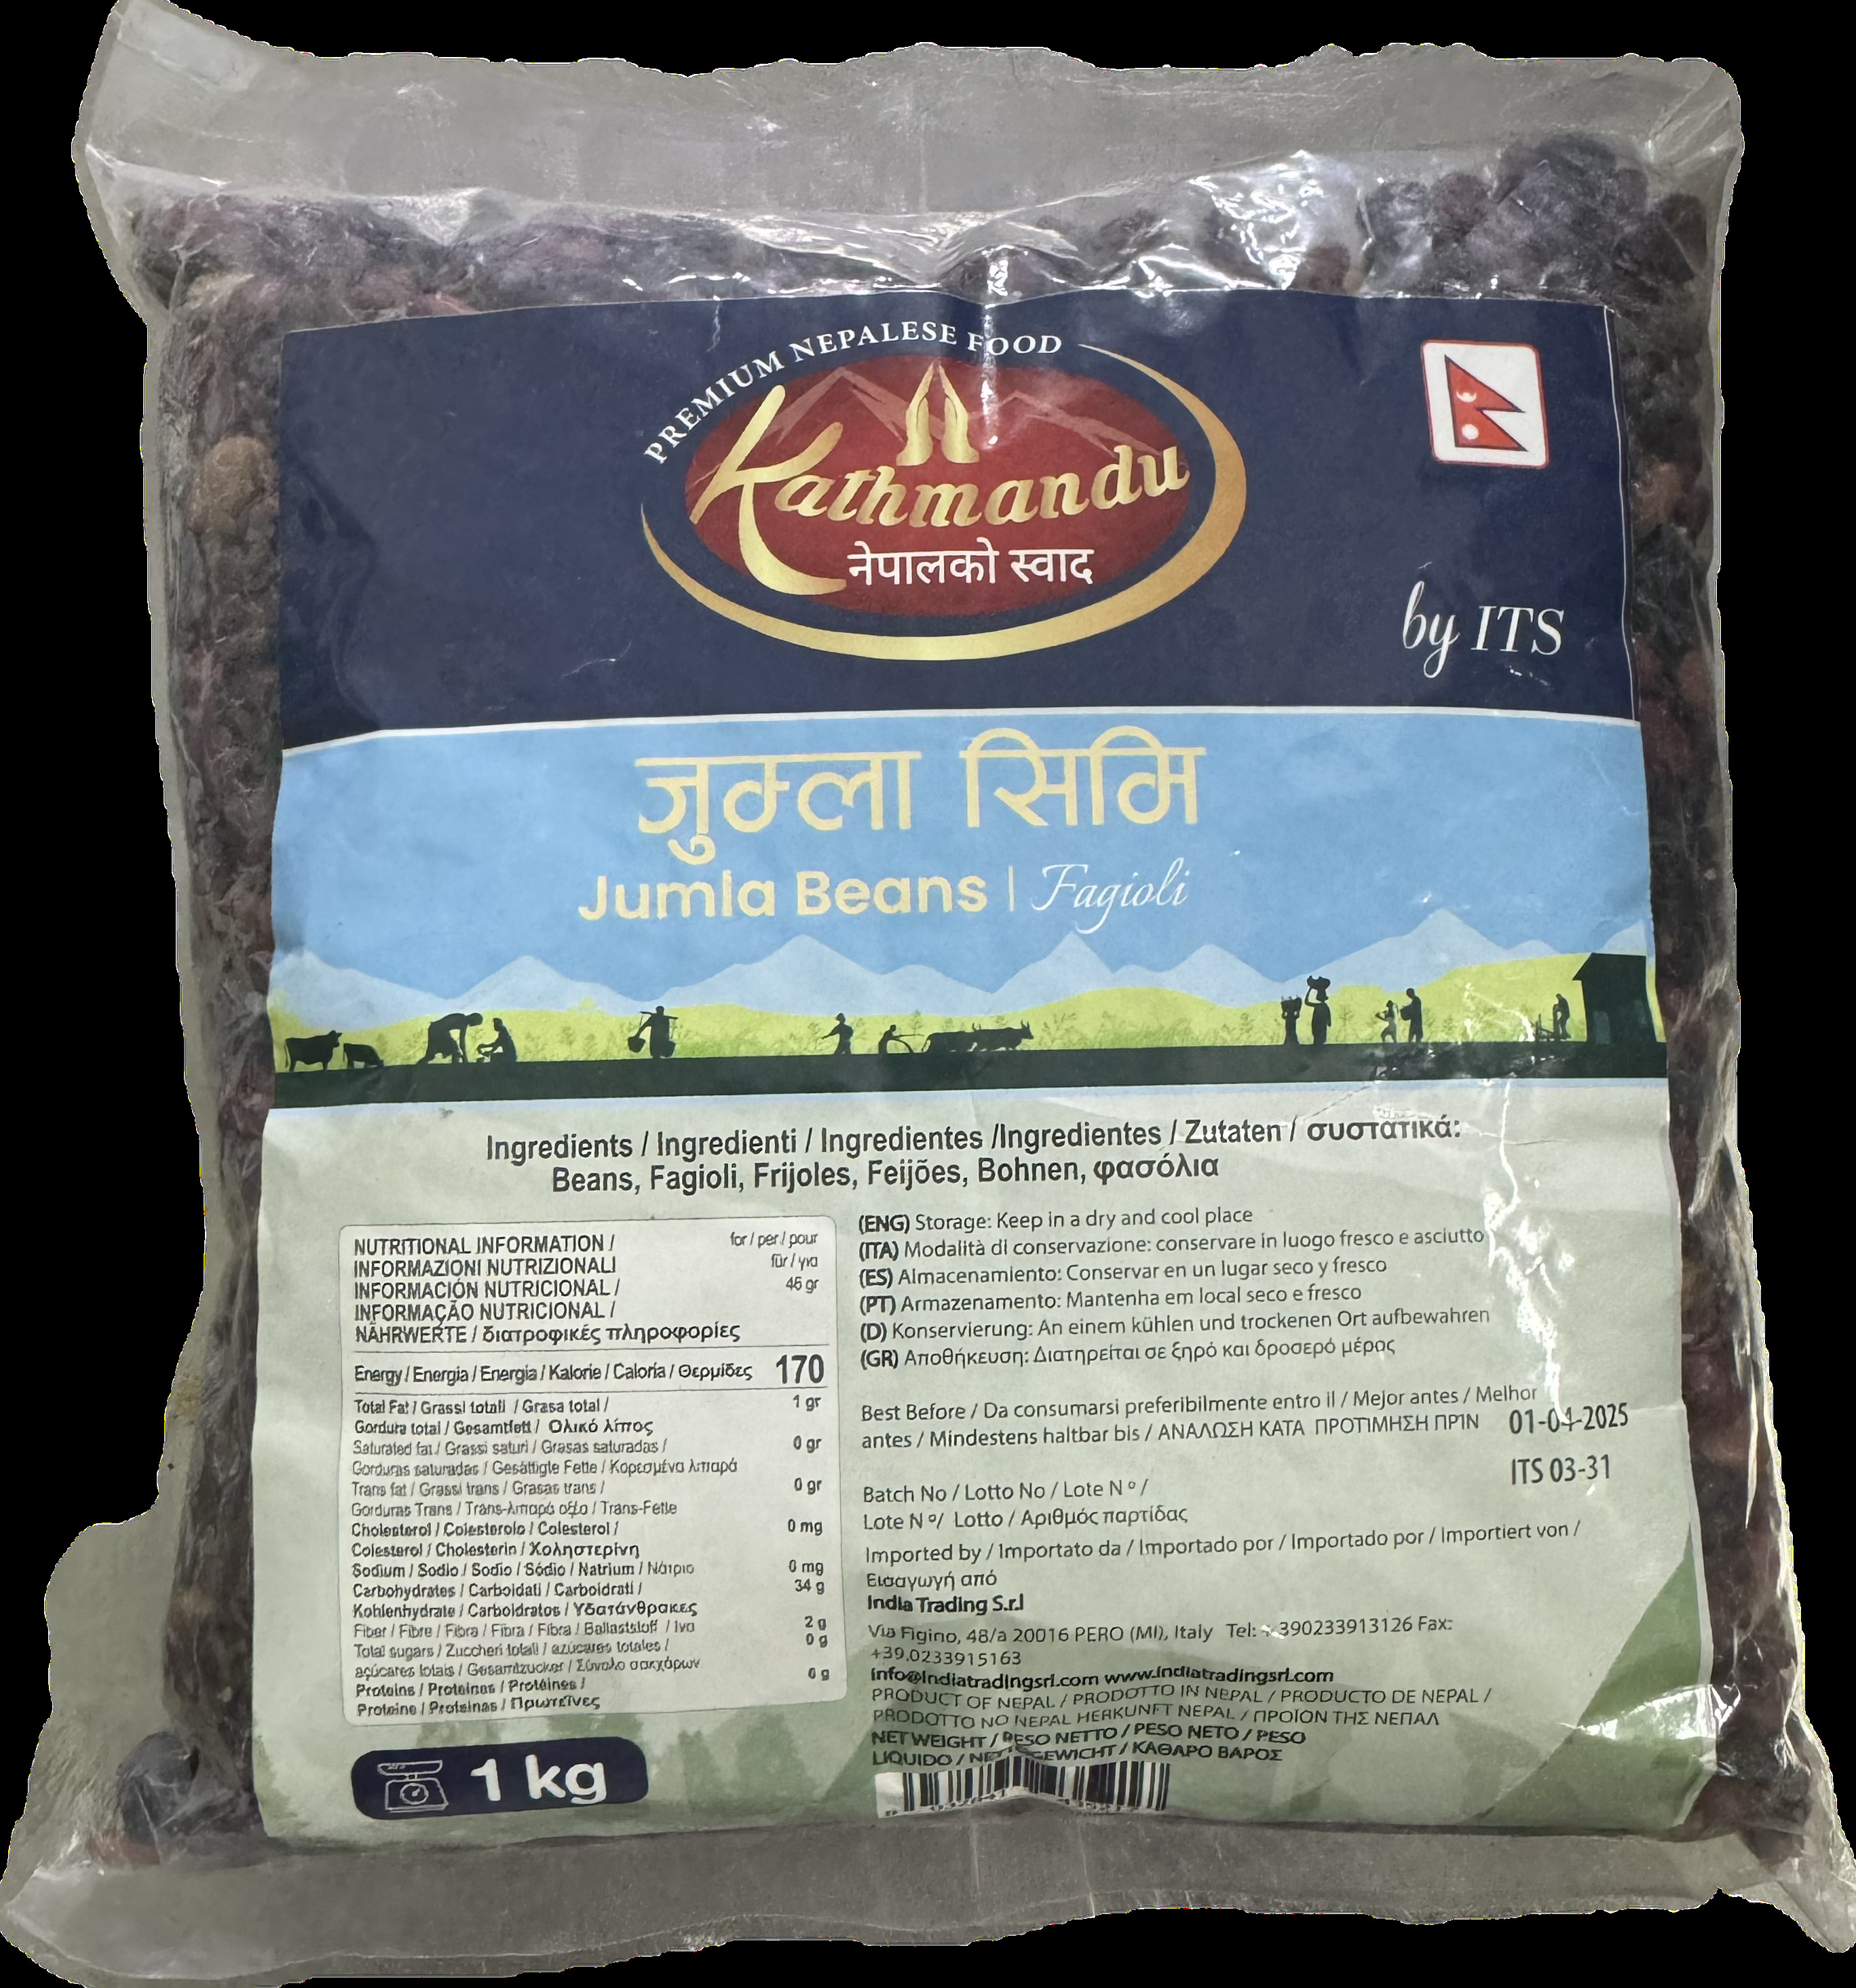 PREMIUM NEPALESE FOOD
Kathmandu
नेपालको स्वाद
by ITS
जुम्ला सिमि
Jumla Beans | Fagioli
Ingredients / Ingredienti / Ingredientes /Ingredientes / Zutaten / συστατικά:
Beans, Fagioli, Frijoles, Feijões, Bohnen, φασόλια
NUTRITIONAL INFORMATION / for / per / pour
INFORMAZIONI NUTRIZIONALI für / για
INFORMACIÓN NUTRICIONAL / 46 gr
INFORMAÇÃO NUTRICIONAL /
NÄHRWERTE / διατροφικές πληροφορίες
Energy / Energia / Energia / Kalorie / Caloría / Θερμίδες 170
Total Fat / Grassi totali / Grasa total / 1 gr
Gordura total / Gesamtfett / Ολικό λίπος
Saturated fat / Grassi saturi / Grasas saturadas / 0 gr
Gorduras saturadas / Gesättigte Fette / Κορεσμένα λιπαρά
Trans fat / Grassi trans / Grasas trans / 0 gr
Gorduras Trans / Trans-λιπαρά οξέα / Trans-Fette
Cholesterol / Colesterolo / Colesterol / 0 mg
Colesterol / Cholesterin / Χοληστερίνη
Sodium / Sodio / Sodio / Sódio / Natrium / Νάτριο 0 mg
Carbohydrates / Carboidati / Carboidrati / 34 g
Kohlenhydrate / Carboidratos / Υδατάνθρακες
Fiber / Fibre / Fibra / Fibra / Fibra / Ballaststoff / Ινα 2 g
Total sugars / Zuccheri totali / azúcares totales / 0 g
açúcares totais / Gesamtzucker / Σύνολο σακχάρων
Proteins / Proteinas / Protéines / g
Proteine / Proteinas / Πρωτεΐνες
1 kg
(ENG) Storage: Keep in a dry and cool place
(ITA) Modalità di conservazione: conservare in luogo fresco e asciutto
(ES) Almacenamiento: Conservar en un lugar seco y fresco
(PT) Armazenamento: Mantenha em local seco e fresco
(D) Konservierung: An einem kühlen und trockenen Ort aufbewahren
(GR) Αποθήκευση: Διατηρείται σε ξηρό και δροσερό μέρος
Best Before / Da consumarsi preferibilmente entro il / Mejor antes / Melhor
antes / Mindestens haltbar bis / ΑΝΑΛΩΣΗ ΚΑΤΑ ΠΡΟΤΙΜΗΣΗ ΠΡΙΝ 01-04-2025
ITS 03-31
Batch No / Lotto No / Lote N º /
Lote N º/ Lotto / Αριθμός παρτίδας
Imported by / Importato da / Importado por / Importado por / Importiert von /
Εισαγωγή από
India Trading S.r.l
Via Figino, 48/a 20016 PERO (MI), Italy Tel: +390233913126 Fax:
+39.0233915163
info@indiatradingsrl.com www.indiatradingsrl.com
PRODUCT OF NEPAL / PRODOTTO IN NEPAL / PRODUCTO DE NEPAL /
PRODOTTO NO NEPAL HERKUNFT NEPAL / ΠΡΟΪΟΝ ΤΗΣ ΝΕΠΑΛ
NET WEIGHT / PESO NETTO / PESO NETO / PESO
LIQUIDO / NETTOGEWICHT / ΚΑΘΑΡΟ ΒΑΡΟΣ